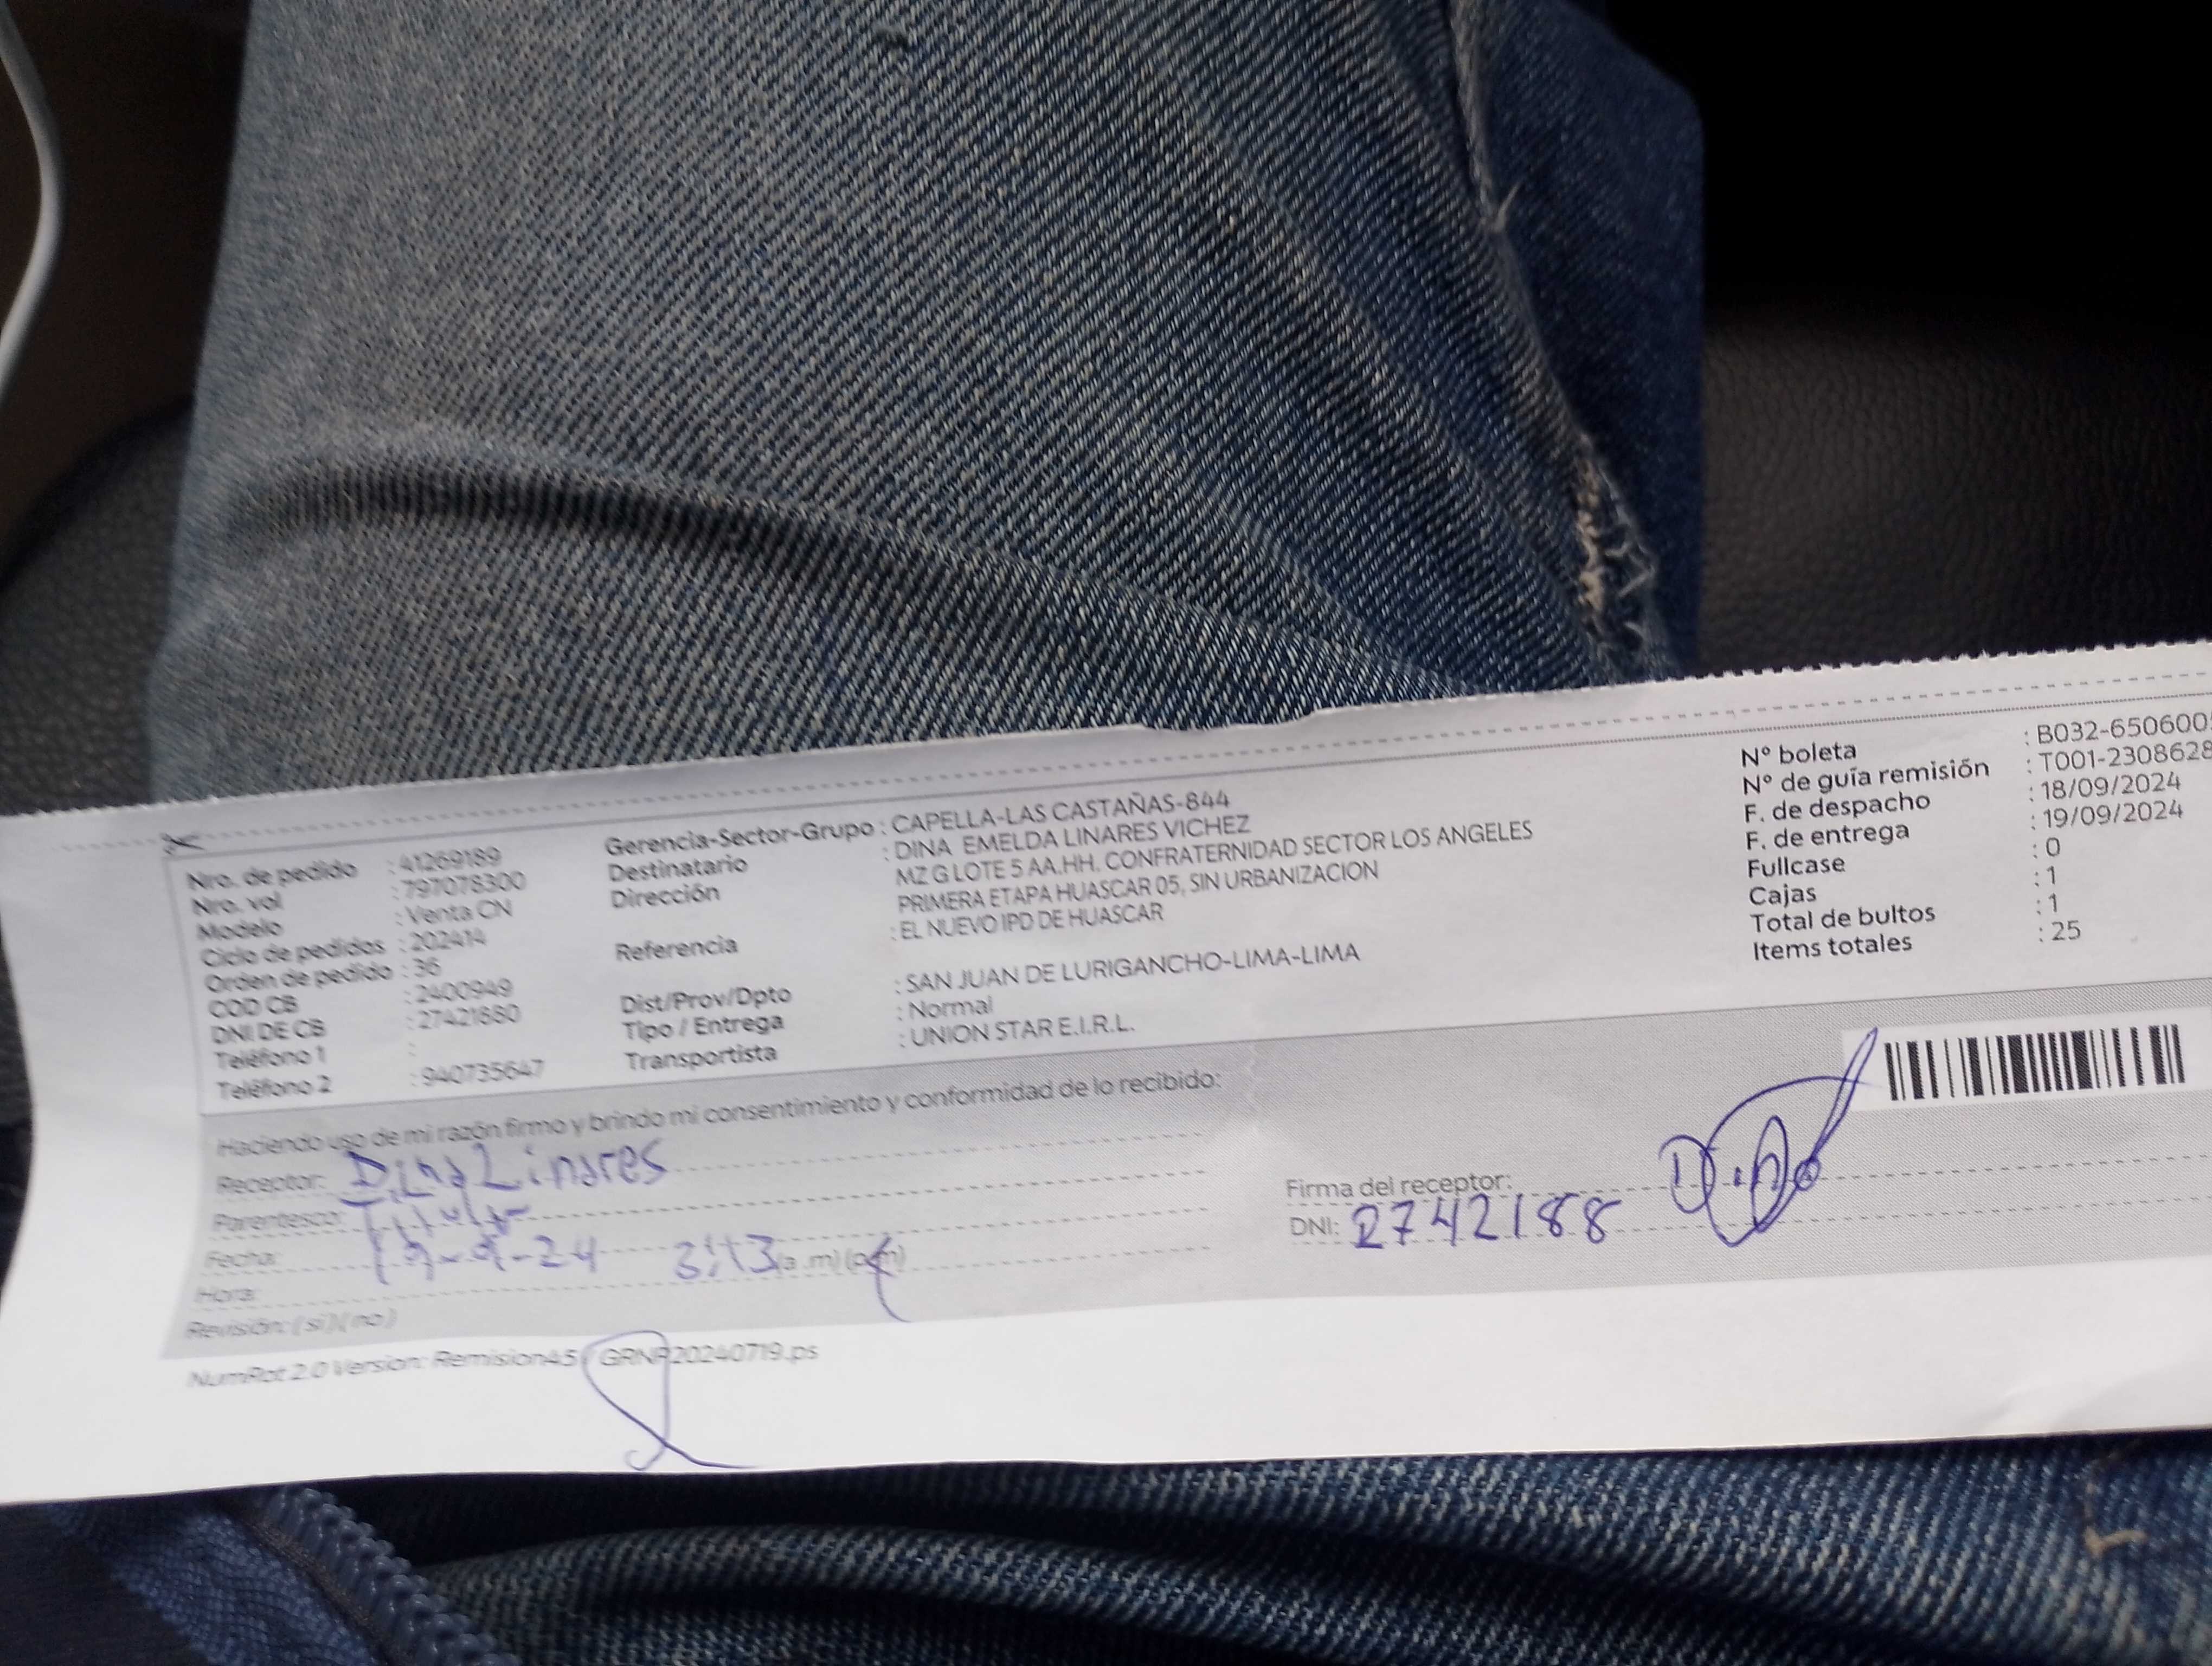 Nro. de pedido : 41269189
Nro. vol : 797078300
Modelo : Venta CN
Ciclo de pedidos : 202414
Orden de pedido : 36
COD CB : 2400949
DNI DE CB : 27421880
Teléfono 1 :
Teléfono 2 : 940735647
Gerencia-Sector-Grupo : CAPELLA-LAS CASTAÑAS-844
Destinatario : DINA EMELDA LINARES VICHEZ
Dirección MZ G LOTE 5 AA.HH. CONFRATERNIDAD SECTOR LOS ANGELES
PRIMERA ETAPA HUASCAR 05, SIN URBANIZACION
Referencia : EL NUEVO IPD DE HUASCAR
Dist/Prov/Dpto : SAN JUAN DE LURIGANCHO-LIMA-LIMA
Tipo / Entrega : Normal
Transportista : UNION STAR E.I.R.L.
N° boleta : B032-650600
N° de guía remisión : T001-2308628
F. de despacho : 18/09/2024
F. de entrega : 19/09/2024
Fullcase : 0
Cajas : 1
Total de bultos : 1
Items totales : 25
Haciendo uso de mi razón firmo y brindo mi consentimiento y conformidad de lo recibido:
Receptor: Dina Linares
Parentesco:
Fecha: 19-9-24 3:13 (a.m) (p.m)
Hora:
Revisión: ( si ) ( no )
Firma del receptor: Dina
DNI: 2742188
NumRot 2.0 Version: Remision45 GRNP20240719.ps